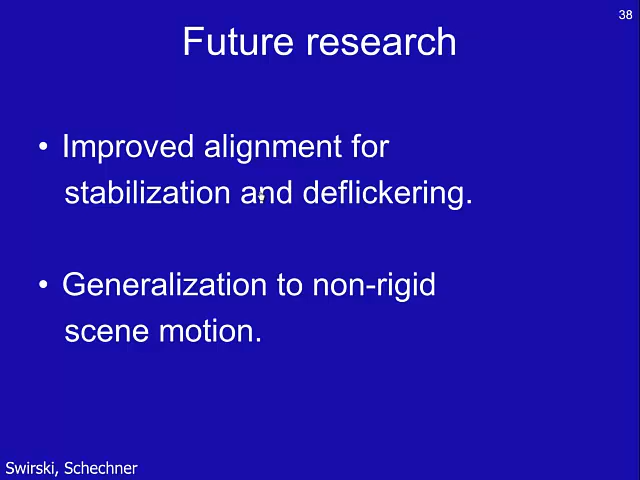 38
Future research
• Improved alignment for
stabilization and deflickering.
• Generalization to non-rigid
scene motion.
Swirski, Schechner